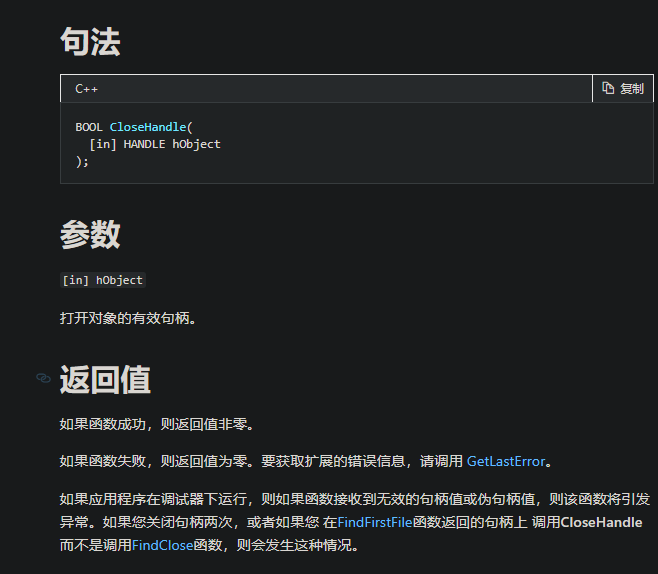 句法
C++
复制
BOOL CloseHandle(
  [in] HANDLE hObject
);
参数
[in] hObject
打开对象的有效句柄。
返回值
如果函数成功，则返回值非零。
如果函数失败，则返回值为零。要获取扩展的错误信息，请调用 GetLastError。
如果应用程序在调试器下运行，则如果函数接收到无效的句柄值或伪句柄值，则该函数将引发
异常。如果您关闭句柄两次，或者如果您 在FindFirstFile函数返回的句柄上 调用CloseHandle
而不是调用FindClose函数，则会发生这种情况。